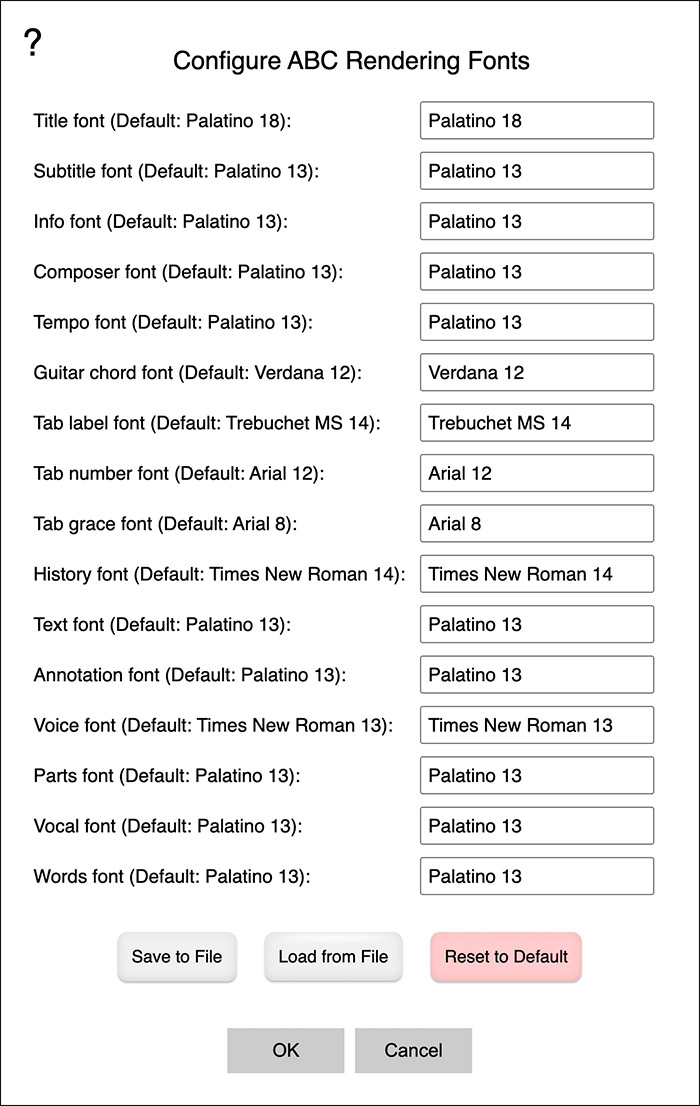 ?
Configure ABC Rendering Fonts
Title font (Default: Palatino 18): Palatino 18
Subtitle font (Default: Palatino 13): Palatino 13
Info font (Default: Palatino 13): Palatino 13
Composer font (Default: Palatino 13): Palatino 13
Tempo font (Default: Palatino 13): Palatino 13
Guitar chord font (Default: Verdana 12): Verdana 12
Tab label font (Default: Trebuchet MS 14): Trebuchet MS 14
Tab number font (Default: Arial 12): Arial 12
Tab grace font (Default: Arial 8): Arial 8
History font (Default: Times New Roman 14): Times New Roman 14
Text font (Default: Palatino 13): Palatino 13
Annotation font (Default: Palatino 13): Palatino 13
Voice font (Default: Times New Roman 13): Times New Roman 13
Parts font (Default: Palatino 13): Palatino 13
Vocal font (Default: Palatino 13): Palatino 13
Words font (Default: Palatino 13): Palatino 13
Save to File Load from File Reset to Default
OK Cancel